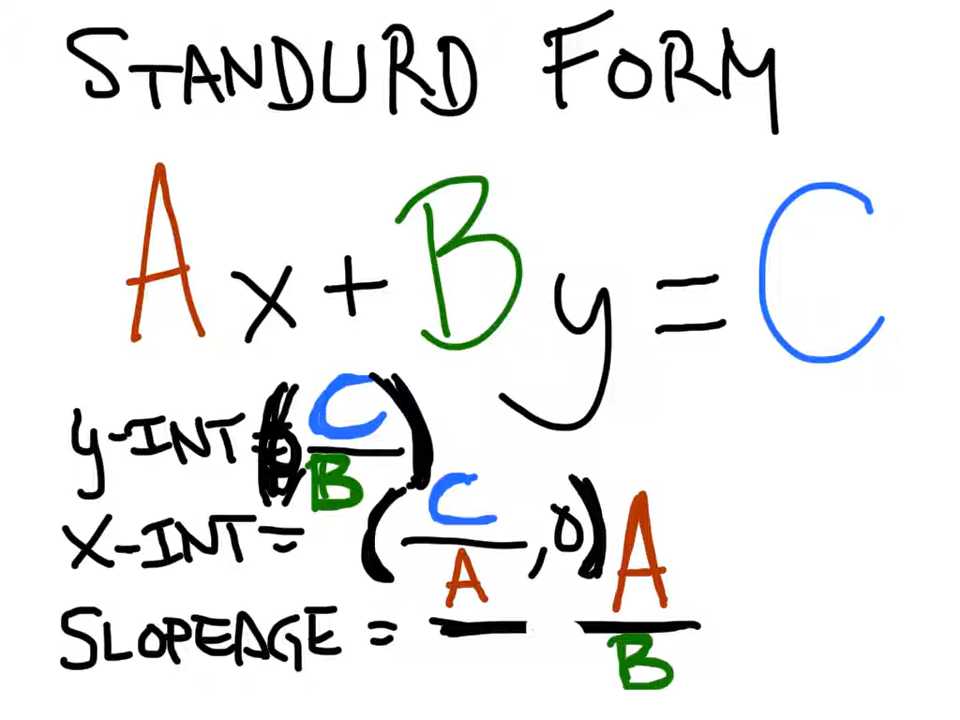 STANDURD FORM
Ax + By = C
y-INT = (0, C/B)
X-INT = (C/A, 0)
SLOPEAGE = - A/B